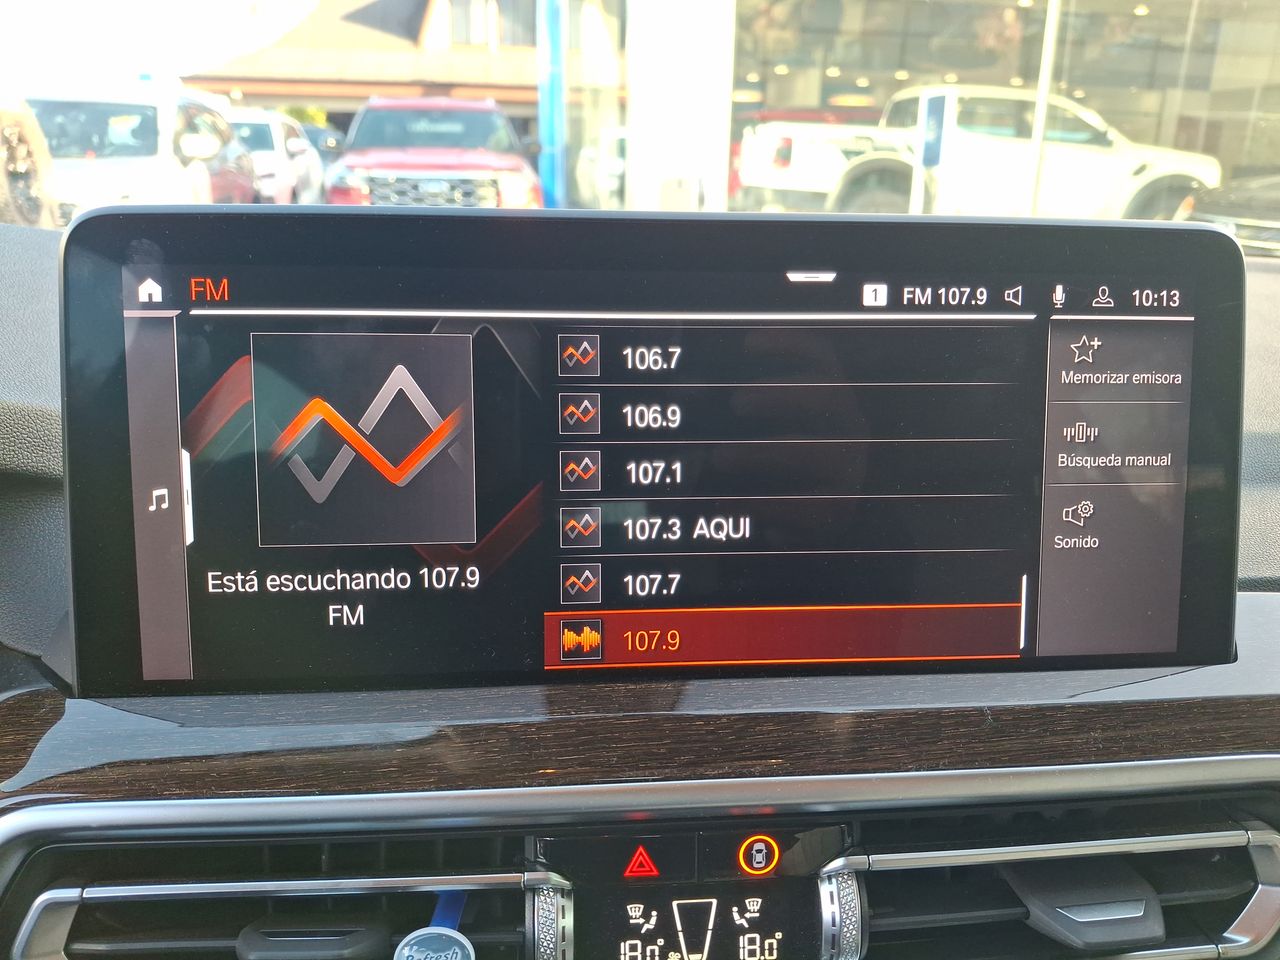 FM
1 FM 107.9 10:13
106.7
106.9
107.1
107.3 AQUI
107.7
107.9
Está escuchando 107.9
FM
Memorizar emisora
Búsqueda manual
Sonido
18.0°
18.0°
Refresh